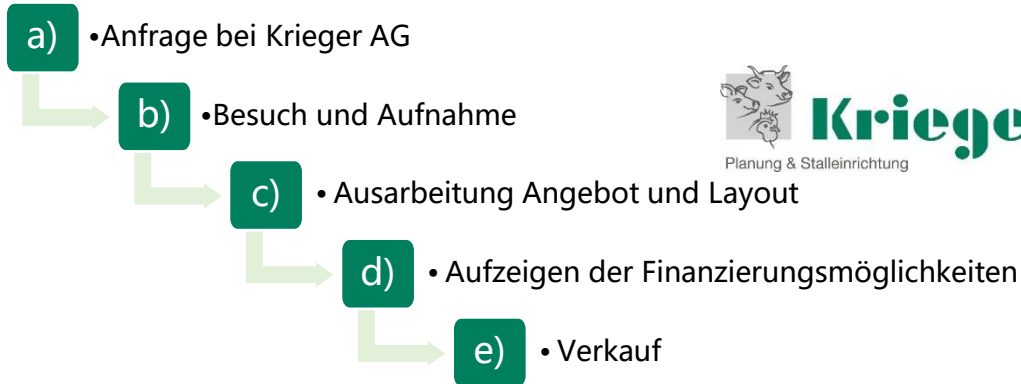 a) •Anfrage bei Krieger AG
b) •Besuch und Aufnahme
Kriege
Planung & Stalleinrichtung
c) • Ausarbeitung Angebot und Layout
d) • Aufzeigen der Finanzierungsmöglichkeiten
e) • Verkauf